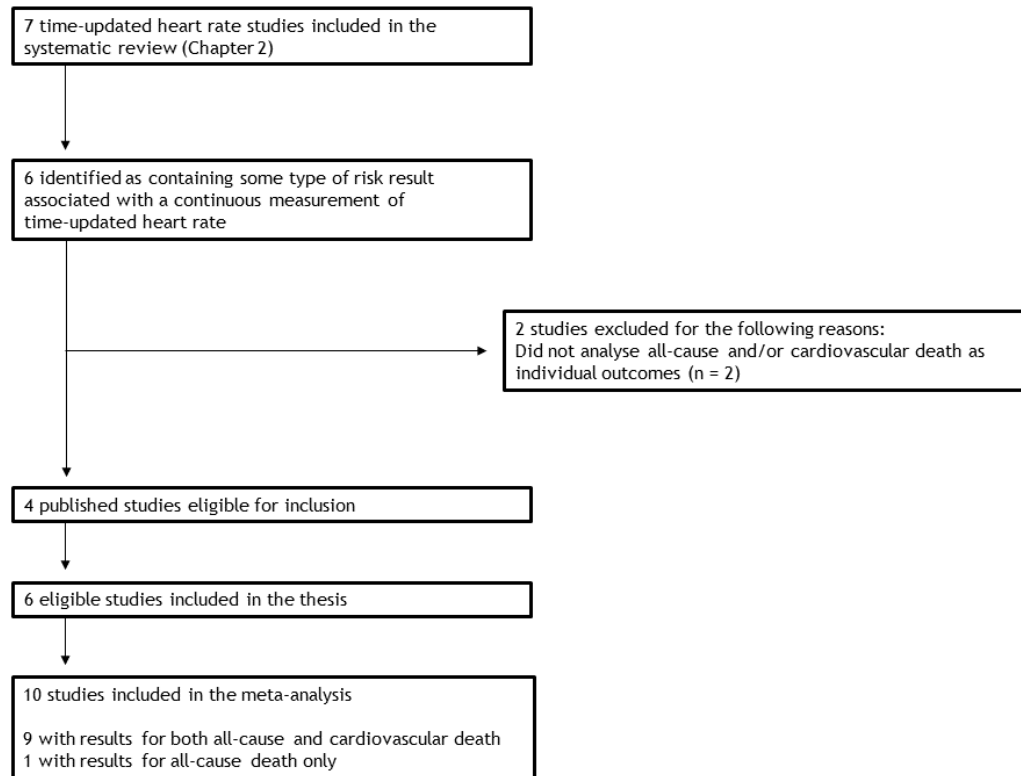 7 time-updated heart rate studies included in the
systematic review (Chapter 2)
6 identified as containing some type of risk result
associated with a continuous measurement of
time-updated heart rate
2 studies excluded for the following reasons:
Did not analyse all-cause and/or cardiovascular death as
individual outcomes (n = 2)
4 published studies eligible for inclusion
6 eligible studies included in the thesis
10 studies included in the meta-analysis
9 with results for both all-cause and cardiovascular death
1 with results for all-cause death only